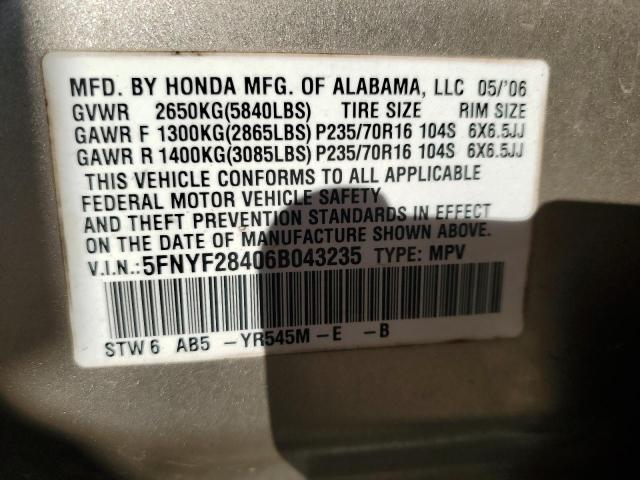 MFD. BY HONDA MFG. OF ALABAMA, LLC 05/'06
GVWR 2650KG(5840LBS) TIRE SIZE RIM SIZE
GAWR F 1300KG(2865LBS) P235/70R16 104S 6X6.5JJ
GAWR R 1400KG(3085LBS) P235/70R16 104S 6X6.5JJ
THIS VEHICLE CONFORMS TO ALL APPLICABLE
FEDERAL MOTOR VEHICLE SAFETY
AND THEFT PREVENTION STANDARDS IN EFFECT
ON THE DATE OF MANUFACTURE SHOWN ABOVE.
V.I.N.:5FNYF28406B043235 TYPE: MPV
STW 6 AB5 -YR545M-E -B